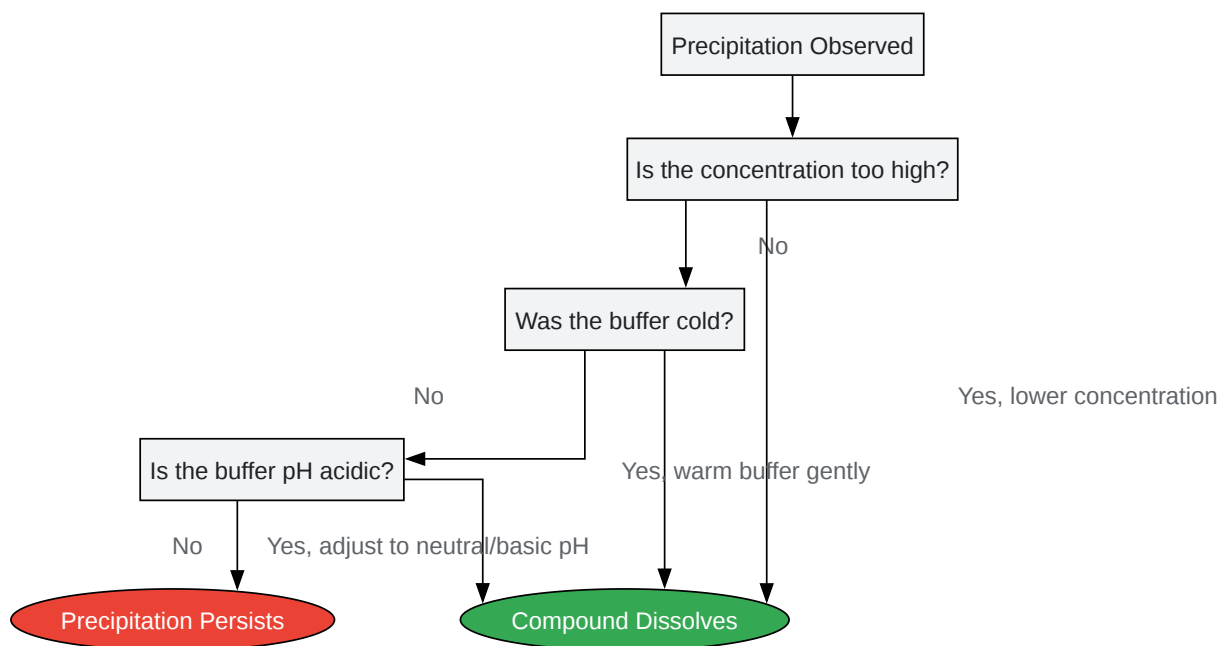 Precipitation Observed
Is the concentration too high?
No
Was the buffer cold?
No
Yes, lower concentration
Is the buffer pH acidic?
Yes, warm buffer gently
No
Yes, adjust to neutral/basic pH
Precipitation Persists
Compound Dissolves